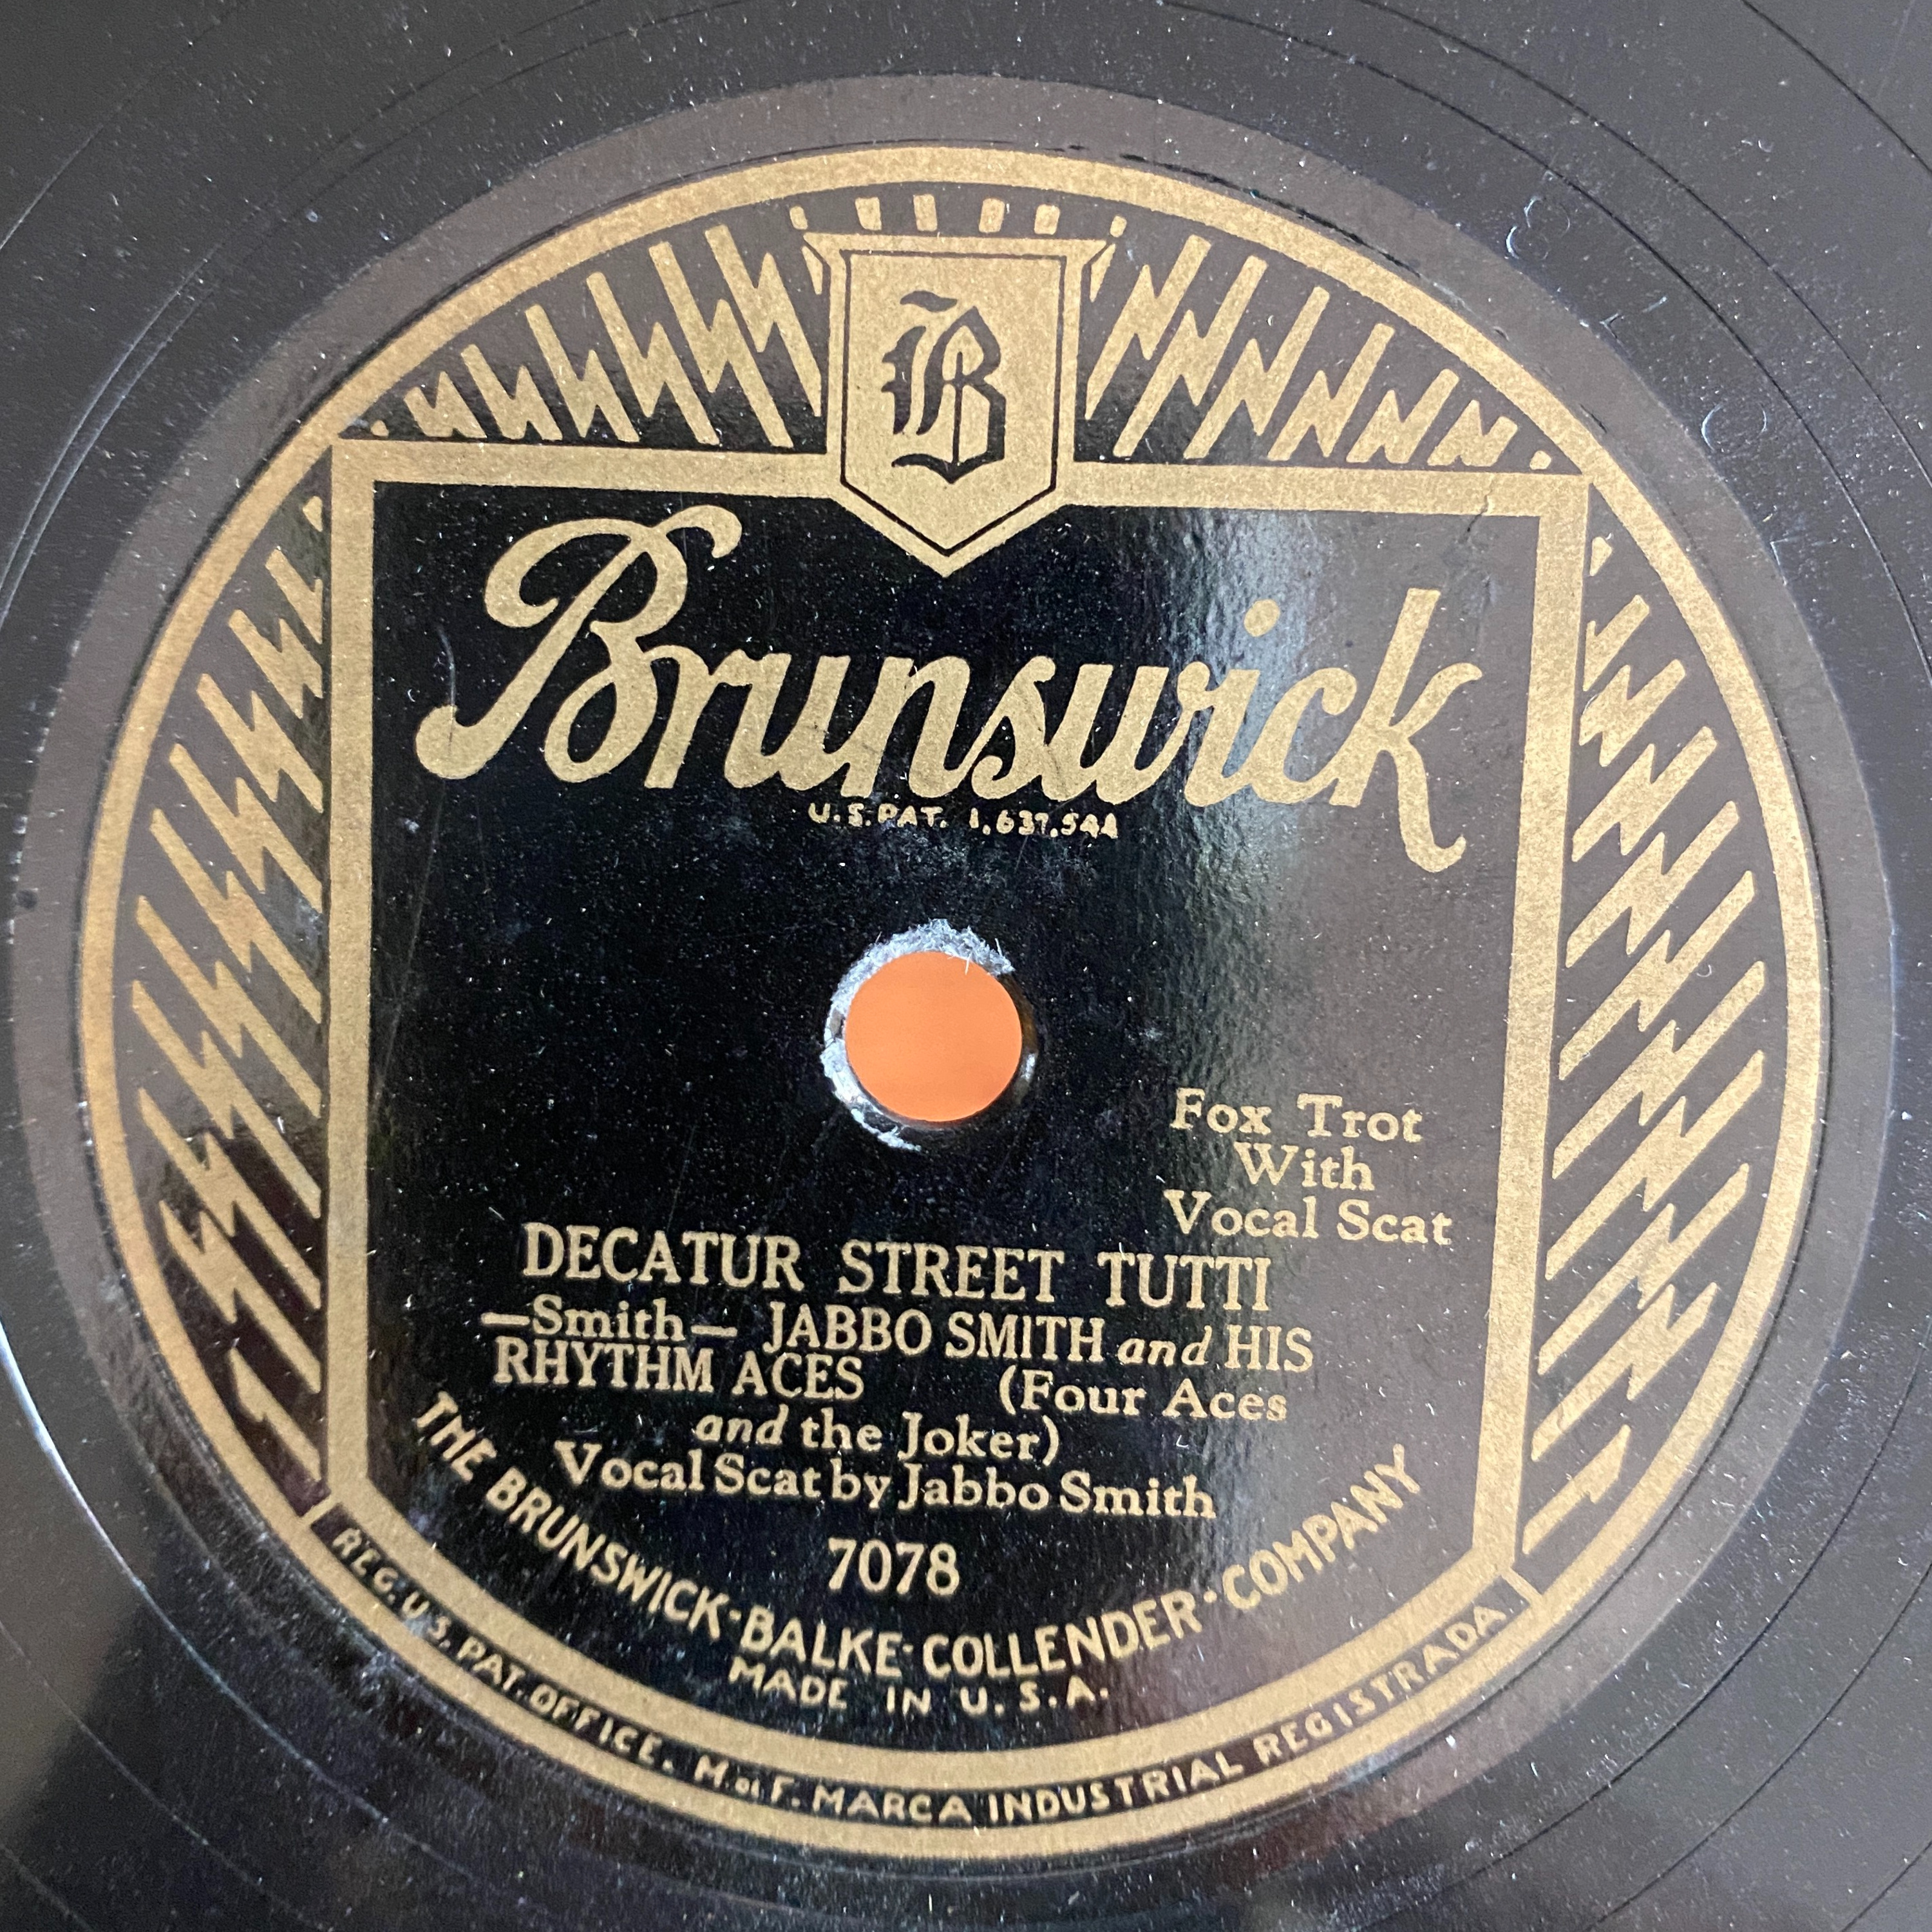 B
Brunswick
U.S.PAT. 1,637,544
Fox Trot
With
Vocal Scat
DECATUR STREET TUTTI
—Smith— JABBO SMITH and HIS
RHYTHM ACES (Four Aces
and the Joker)
Vocal Scat by Jabbo Smith
7078
THE BRUNSWICK-BALKE-COLLENDER-COMPANY
MADE IN U.S.A.
REG. U.S. PAT. OFFICE. M. DE F. MARCA INDUSTRIAL REGISTRADA